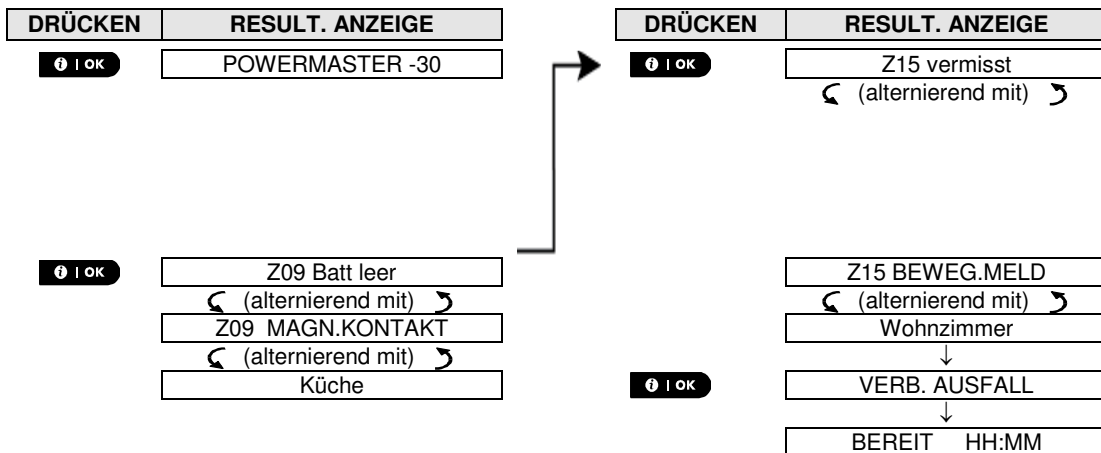 DRÜCKEN RESULT. ANZEIGE
i | OK POWERMASTER -30
i | OK Z09 Batt leer
(alternierend mit)
Z09 MAGN.KONTAKT
(alternierend mit)
Küche
DRÜCKEN RESULT. ANZEIGE
i | OK Z15 vermisst
(alternierend mit)
Z15 BEWEG.MELD
(alternierend mit)
Wohnzimmer
↓
i | OK VERB. AUSFALL
↓
BEREIT HH:MM